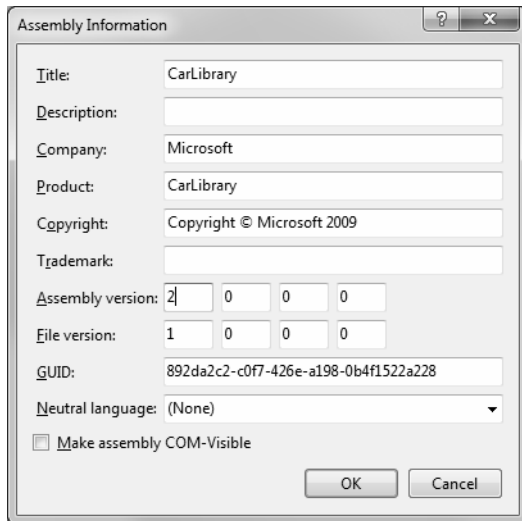 Assembly Information
?
x
Title: CarLibrary
Description:
Company: Microsoft
Product: CarLibrary
Copyright: Copyright © Microsoft 2009
Trademark:
Assembly version: 2 0 0 0
File version: 1 0 0 0
GUID: 892da2c2-c0f7-426e-a198-0b4f1522a228
Neutral language: (None)
Make assembly COM-Visible
OK Cancel